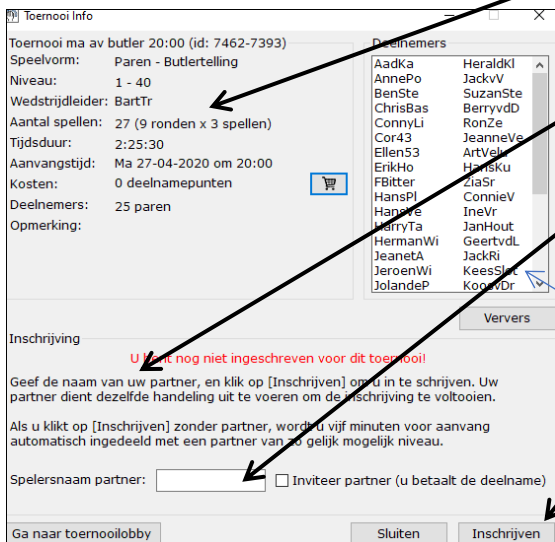 Toernooi Info
Toernooi ma av butler 20:00 (id: 7462-7393)
Speelvorm: Paren - Butlertelling
Niveau: 1 - 40
Wedstrijdleider: BartTr
Aantal spellen: 27 (9 ronden x 3 spellen)
Tijdsduur: 2:25:30
Aanvangstijd: Ma 27-04-2020 om 20:00
Kosten: 0 deelnamepunten
Deelnemers: 25 paren
Opmerking:
Deelnemers
AadKa HeraldKl
AnnePo JackvV
BenSte SuzanSte
ChrisBas BerryvdD
ConnyLi RonZe
Cor43 JeanneVe
Ellen53 ArtVelu
ErikHo HansKu
FBitter ZiaSr
HansPl ConnieV
HansVe IneVr
HarryTa JanHout
HermanWi GeertvdL
JeanetA JackRi
JeroenWi KeesSlot
JolandeP KoosvDr
Ververs
Inschrijving
U bent nog niet ingeschreven voor dit toernooi!
Geef de naam van uw partner, en klik op [Inschrijven] om u in te schrijven. Uw
partner dient dezelfde handeling uit te voeren om de inschrijving te voltooien.
Als u klikt op [Inschrijven] zonder partner, wordt u vijf minuten voor aanvang
automatisch ingedeeld met een partner van zo gelijk mogelijk niveau.
Spelersnaam partner: Inviteer partner (u betaalt de deelname)
Ga naar toernooilobby Sluiten Inschrijven